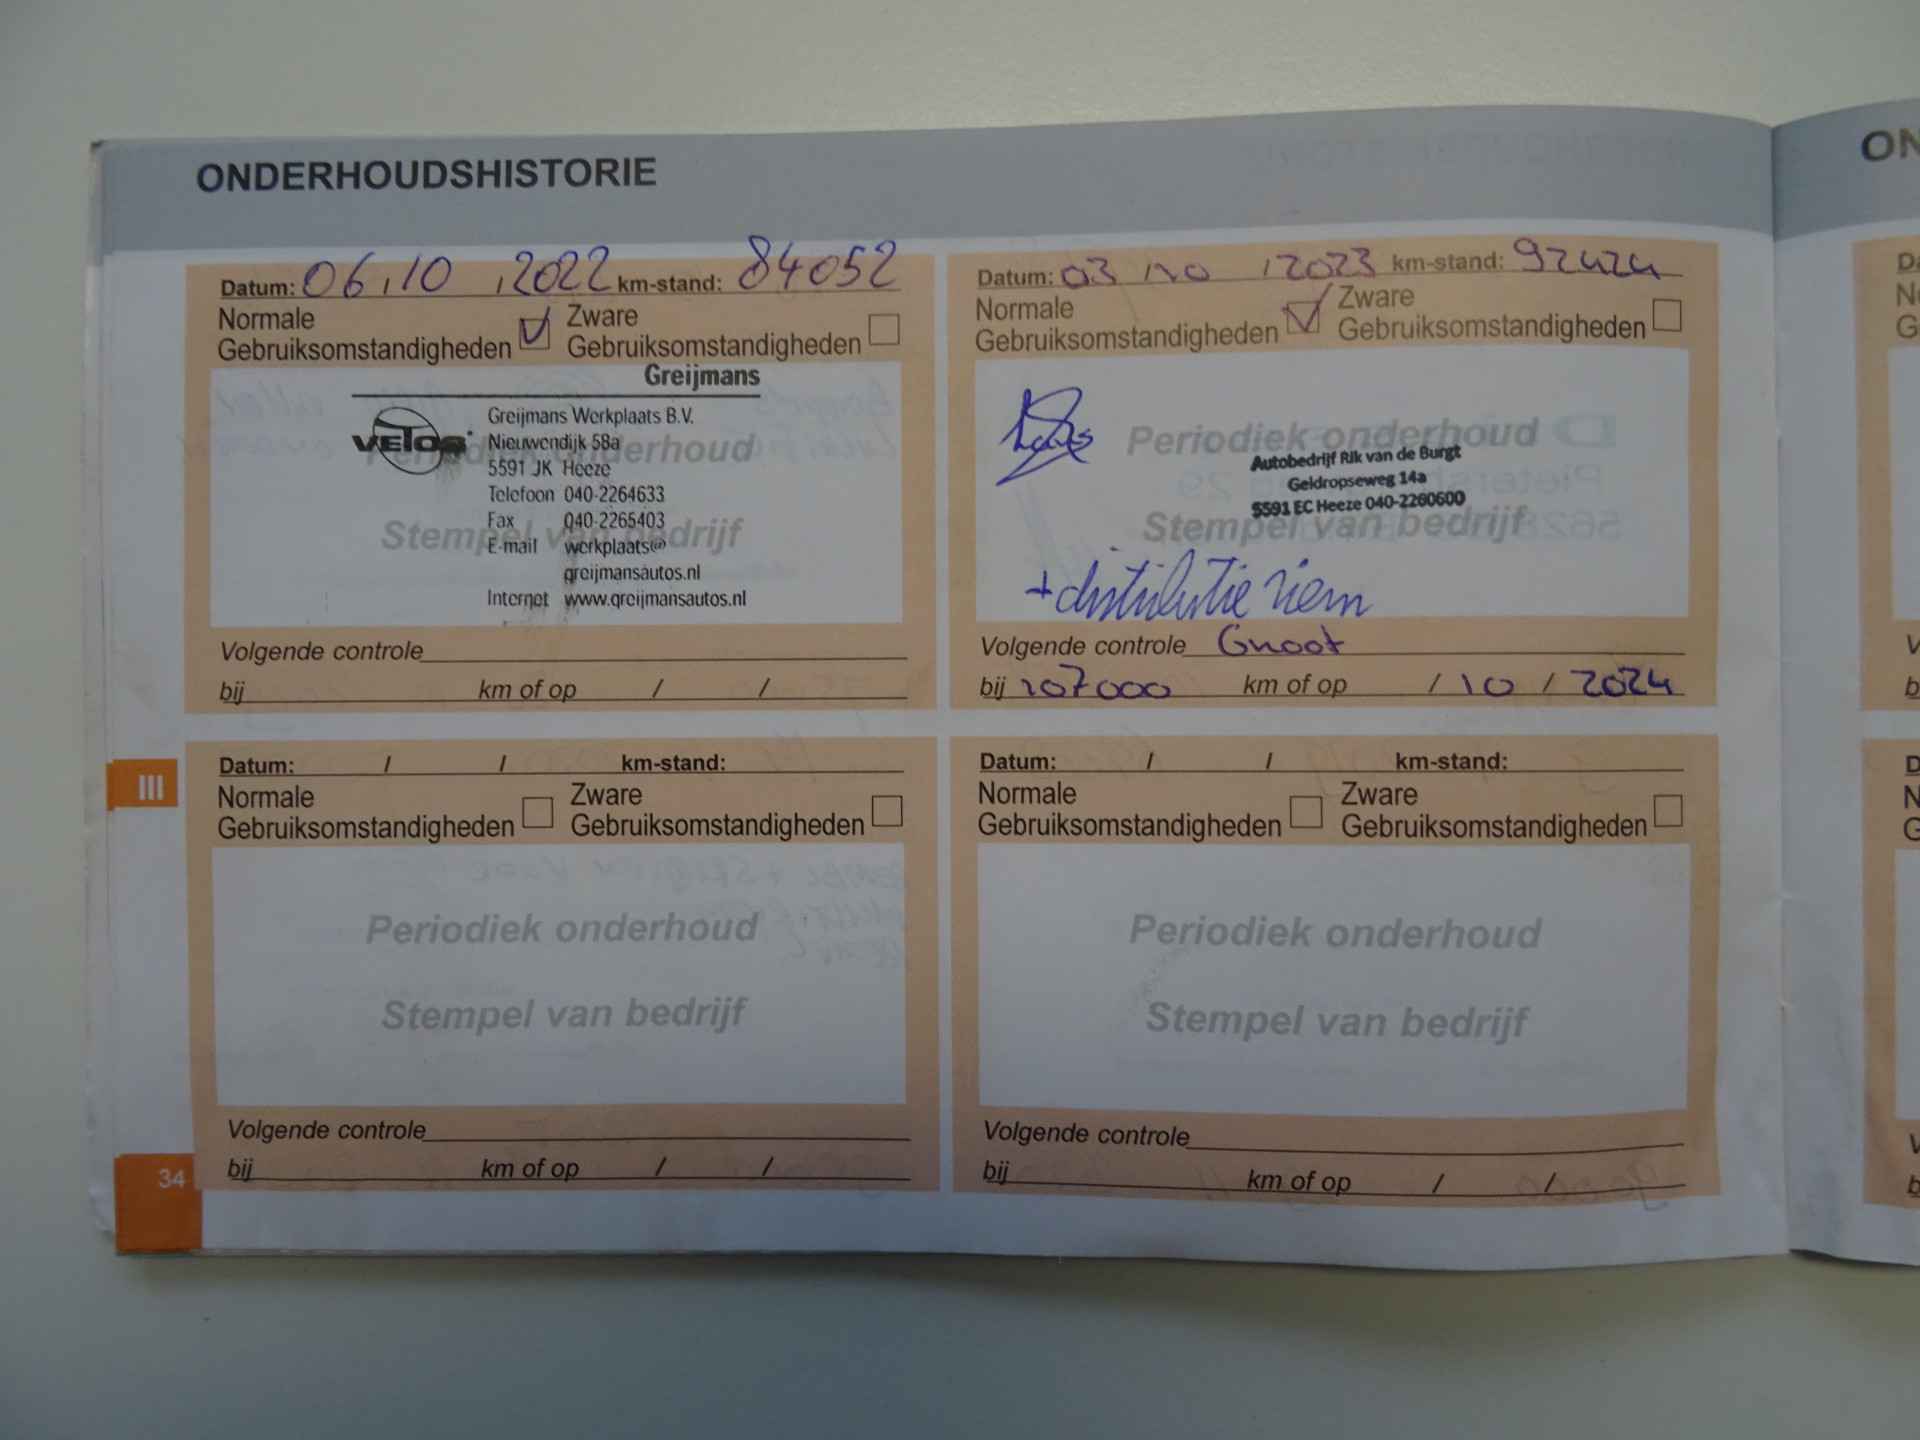 ONDERHOUDSHISTORIE
ON
Datum: 06 / 10 / 2022 km-stand: 84052
Normale
Gebruiksomstandigheden
Zware
Gebruiksomstandigheden
Greijmans
VELOS
Greijmans Werkplaats B.V.
Nieuwendijk 58a
5591 JK Heeze
Telefoon 040-2264633
Fax 040-2265403
E-mail werkplaats@
greijmansautos.nl
Internet www.greijmansautos.nl
Periodiek onderhoud
Stempel van bedrijf
Volgende controle
bij km of op / /
Datum: 03 / 10 / 2023 km-stand: 92424
Normale
Gebruiksomstandigheden
Zware
Gebruiksomstandigheden
Periodiek onderhoud
Autobedrijf Rik van de Burgt
Geldropseweg 14a
5591 EC Heeze 040-2260600
Stempel van bedrijf
+ distributie riem
Volgende controle Groot
bij 107000 km of op / 10 / 2024
III
Datum: / / km-stand:
Normale
Gebruiksomstandigheden
Zware
Gebruiksomstandigheden
Periodiek onderhoud
Stempel van bedrijf
Volgende controle
bij km of op / /
Datum: / / km-stand:
Normale
Gebruiksomstandigheden
Zware
Gebruiksomstandigheden
Periodiek onderhoud
Stempel van bedrijf
Volgende controle
bij km of op / /
34